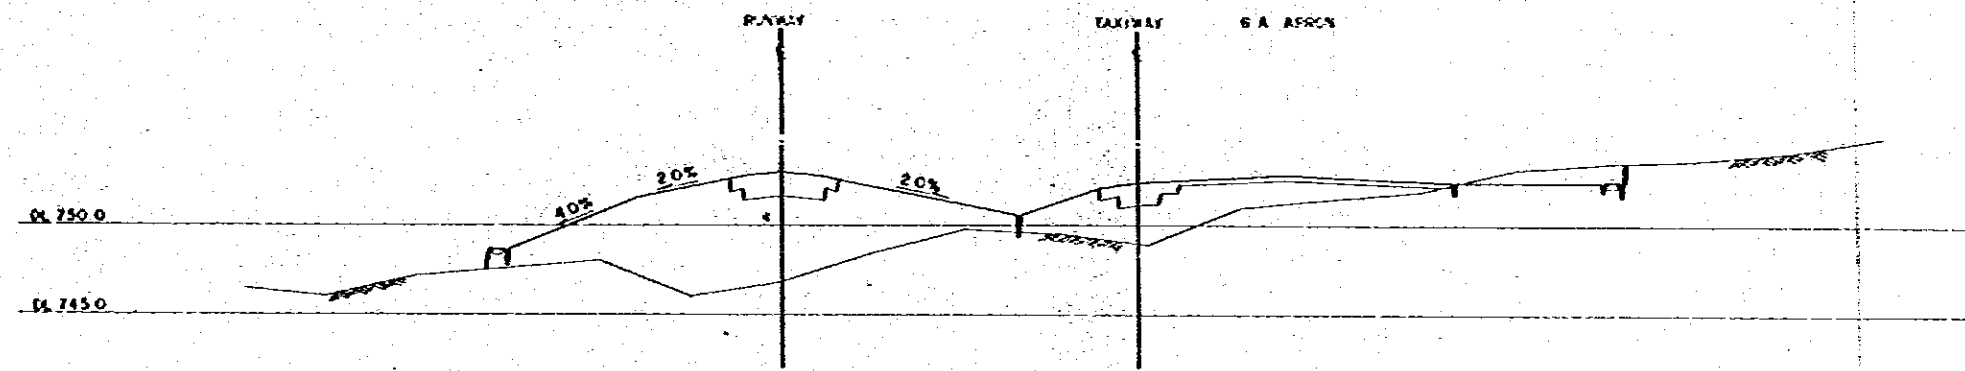 RUNWAY
TAXIWAY
G A APRON
20%
20%
40%
DL 750.0
DL 745.0